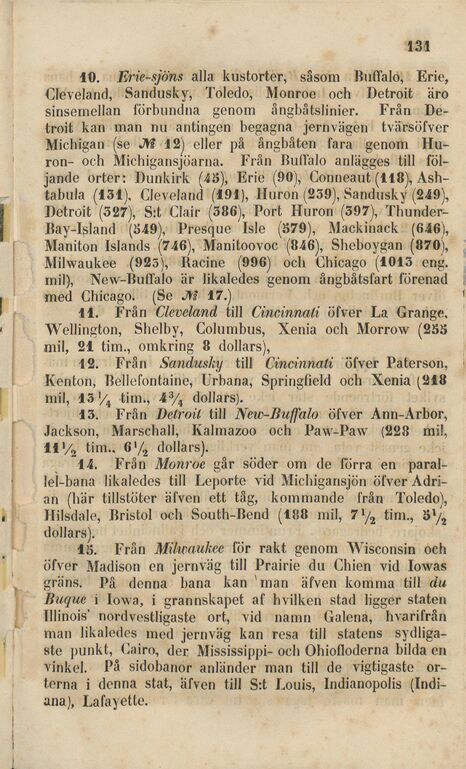 131
10. Erie-sjöns alla kustorter, såsom Buffalo, Erie,
Cleveland, Sandusky, Toledo, Monroe och Detroit äro
sinsemellan förbundna genom ångbåtslinier. Från De-
troit kan man nu antingen begagna jernvägen tvärsöfver
Michigan (se № 12) eller på ångbåten fara genom Hu-
ron- och Michigansjöarna. Från Buffalo anlägges till föl-
jande orter: Dunkirk (45), Erie (90), Conneaut (118), Ash-
tabula (131), Cleveland (191), Huron (239), Sandusky (249),
Detroit (327), S:t Clair (386), Port Huron (397), Thunder-
Bay-Island (549), Presque Isle (579), Mackinack (646),
Maniton Islands (746), Manitoovoc (846), Sheboygan (870),
Milwaukee (925), Racine (996) och Chicago (1013 eng.
mil), New-Buffalo är likaledes genom ångbåtsfart förenad
med Chicago. (Se № 17.)
11. Från Cleveland till Cincinnati öfver La Grange,
Wellington, Shelby, Columbus, Xenia och Morrow (255
mil, 21 tim., omkring 8 dollars),
12. Från Sandusky till Cincinnati öfver Paterson,
Kenton, Bellefontaine, Urbana, Springfield och Xenia (218
mil, 15¼ tim., 4¾ dollars).
13. Från Detroit till New-Buffalo öfver Ann-Arbor,
Jackson, Marschall, Kalmazoo och Paw-Paw (228 mil,
11½ tim.. 6½ dollars).
14. Från Monroe går söder om de förra en paral-
lel-bana likaledes till Leporte vid Michigansjön öfver Adri-
an (här tillstöter äfven ett tåg, kommande från Toledo),
Hilsdale, Bristol och South-Bend (188 mil, 7½ tim., 5½
dollars).
15. Från Milwaukee för rakt genom Wisconsin och
öfver Madison en jernväg till Prairie du Chien vid Iowas
gräns. På denna bana kan man äfven komma till du
Buque i Iowa, i grannskapet af hvilken stad ligger staten
Illinois' nordvestligaste ort, vid namn Galena, hvarifrån
man likaledes med jernväg kan resa till statens sydliga-
ste punkt, Cairo, der Mississippi- och Ohiofloderna bilda en
vinkel. På sidobanor anländer man till de vigtigaste or-
terna i denna stat, äfven till S:t Louis, Indianopolis (Indi-
ana), Lafayette.